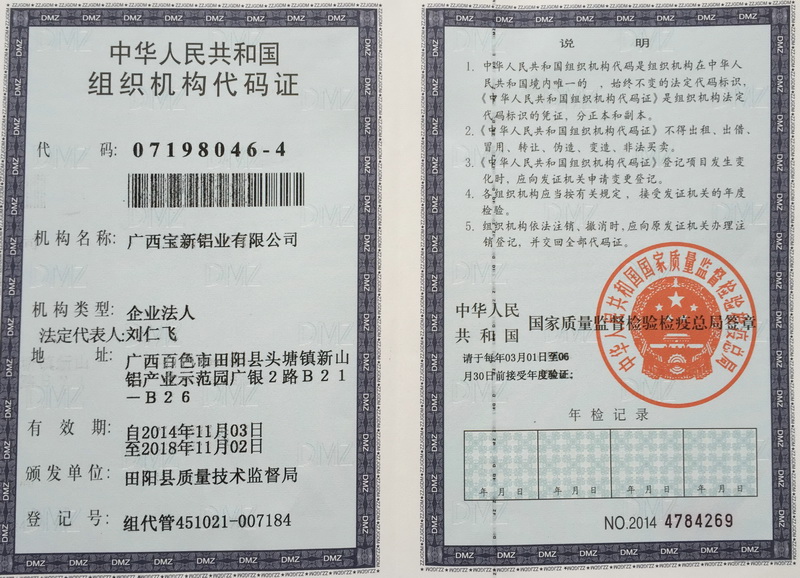 中华人民共和国
组织机构代码证
代 码: 07198046-4
机构名称: 广西宝新铝业有限公司
机构类型: 企业法人
法定代表人:刘仁飞
地 址: 广西百色市田阳县头塘镇新山
铝产业示范园广银2路B21
-B26
有 效 期: 自2014年11月03日
至2018年11月02日
颁发单位: 田阳县质量技术监督局
登 记 号: 组代管451021-007184
说 明
1. 中华人民共和国组织机构代码是组织机构在中华人
民共和国境内唯一的、始终不变的法定代码标识,
《中华人民共和国组织机构代码证》是组织机构法定
代码标识的凭证,分正本和副本。
2.《中华人民共和国组织机构代码证》不得出租、出借、
冒用、转让、伪造、变造、非法买卖。
3.《中华人民共和国组织机构代码证》登记项目发生变
化时,应向发证机关申请变更登记。
4. 各组织机构应当按有关规定,接受发证机关的年度
检验。
5. 组织机构依法注销、撤消时,应向原发证机关办理注
销登记,并交回全部代码证。
中华人民
共 和 国 国家质量监督检验检疫总局签章
中华人民共和国国家质量监督检验检疫总局
请于每年03月01日至06
月30日前接受年度验证:
年检记录
年 月 日 年 月 日 年 月 日 年 月 日
NO.2014 4784269